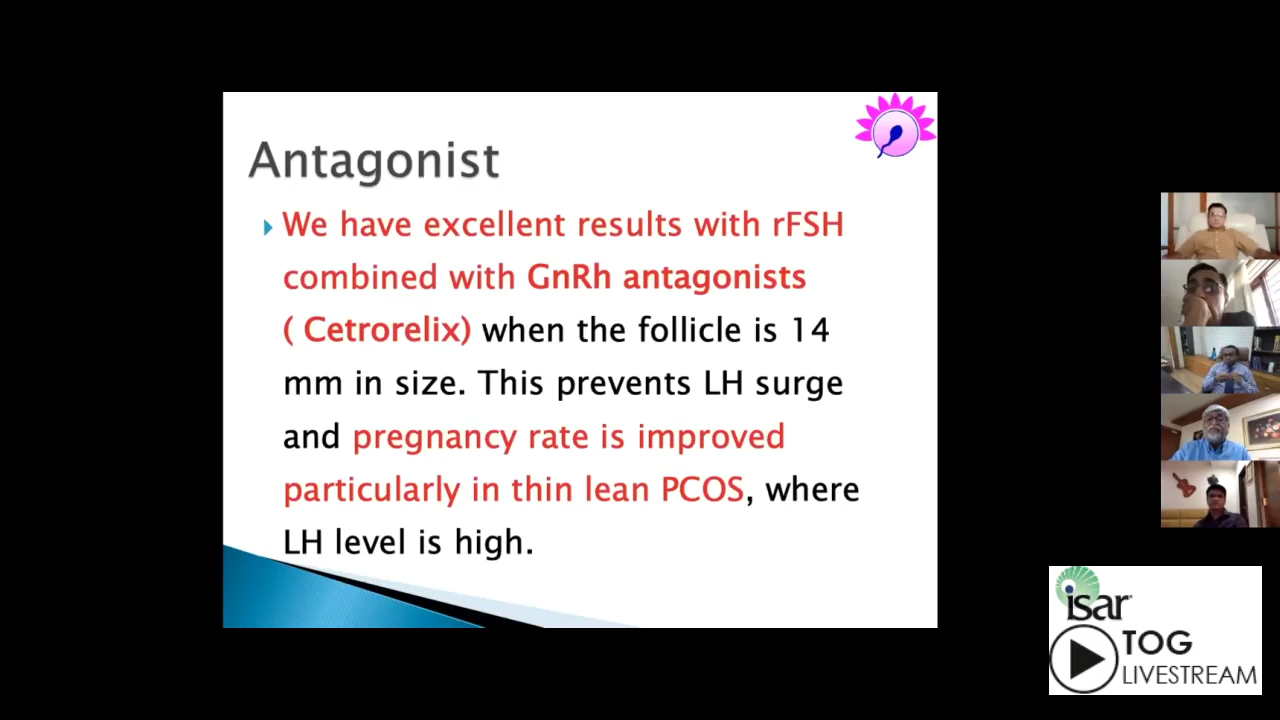 Antagonist
We have excellent results with rFSH
combined with GnRh antagonists
( Cetrorelix) when the follicle is 14
mm in size. This prevents LH surge
and pregnancy rate is improved
particularly in thin lean PCOS, where
LH level is high.
isar
TOG
LIVESTREAM